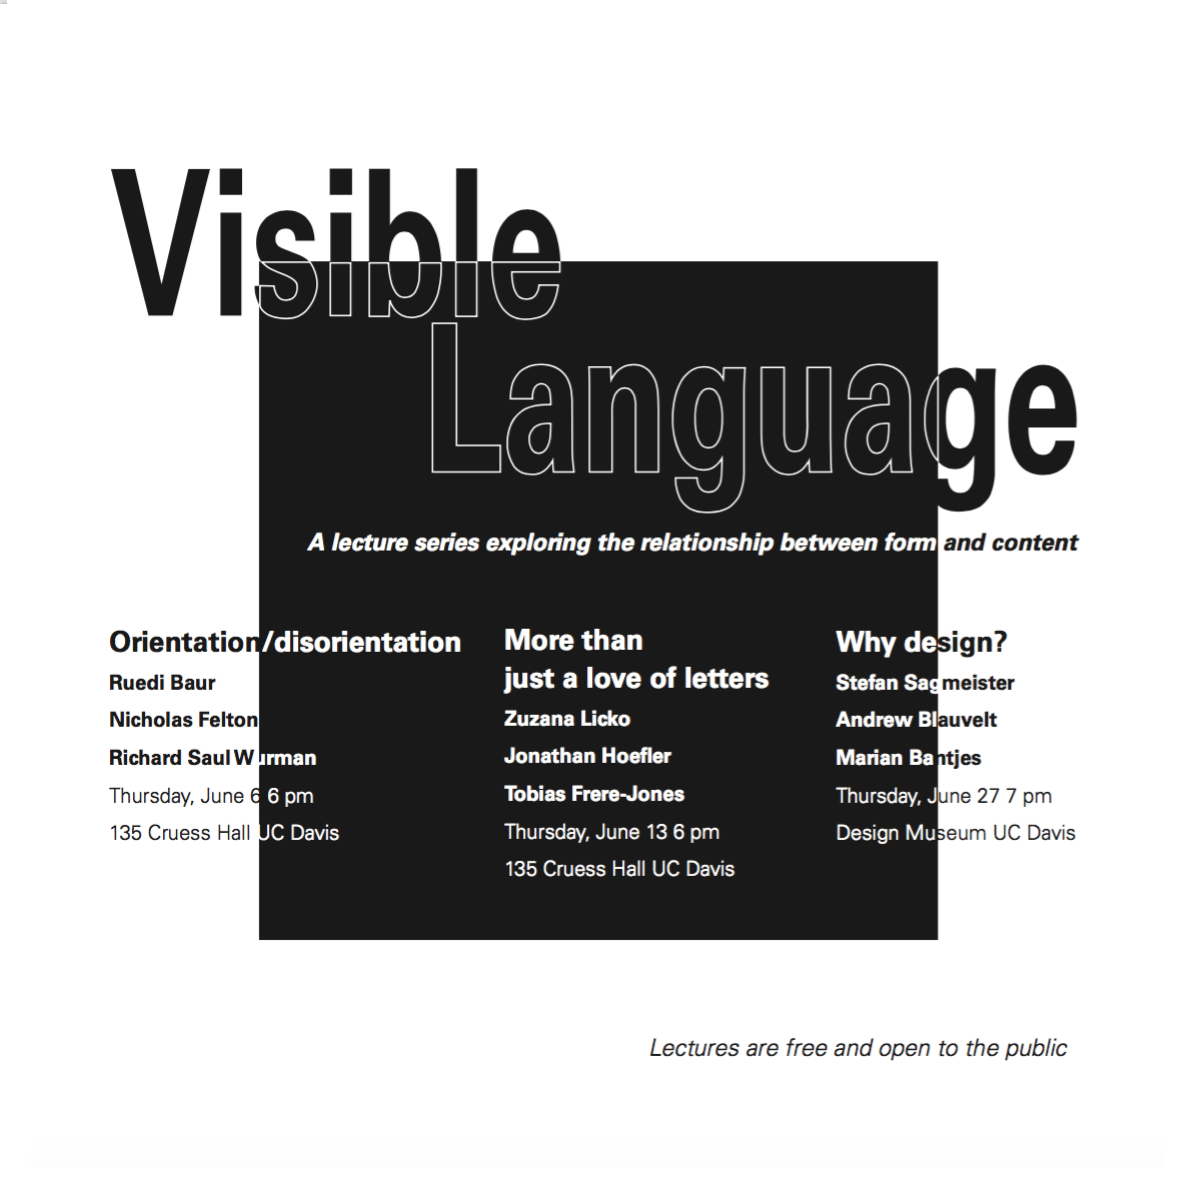 Visible
Language
A lecture series exploring the relationship between form and content
Orientation/disorientation
Ruedi Baur
Nicholas Felton
Richard Saul Wurman
Thursday, June 6 6 pm
135 Cruess Hall UC Davis
More than
just a love of letters
Zuzana Licko
Jonathan Hoefler
Tobias Frere-Jones
Thursday, June 13 6 pm
135 Cruess Hall UC Davis
Why design?
Stefan Sagmeister
Andrew Blauvelt
Marian Bantjes
Thursday, June 27 7 pm
Design Museum UC Davis
Lectures are free and open to the public